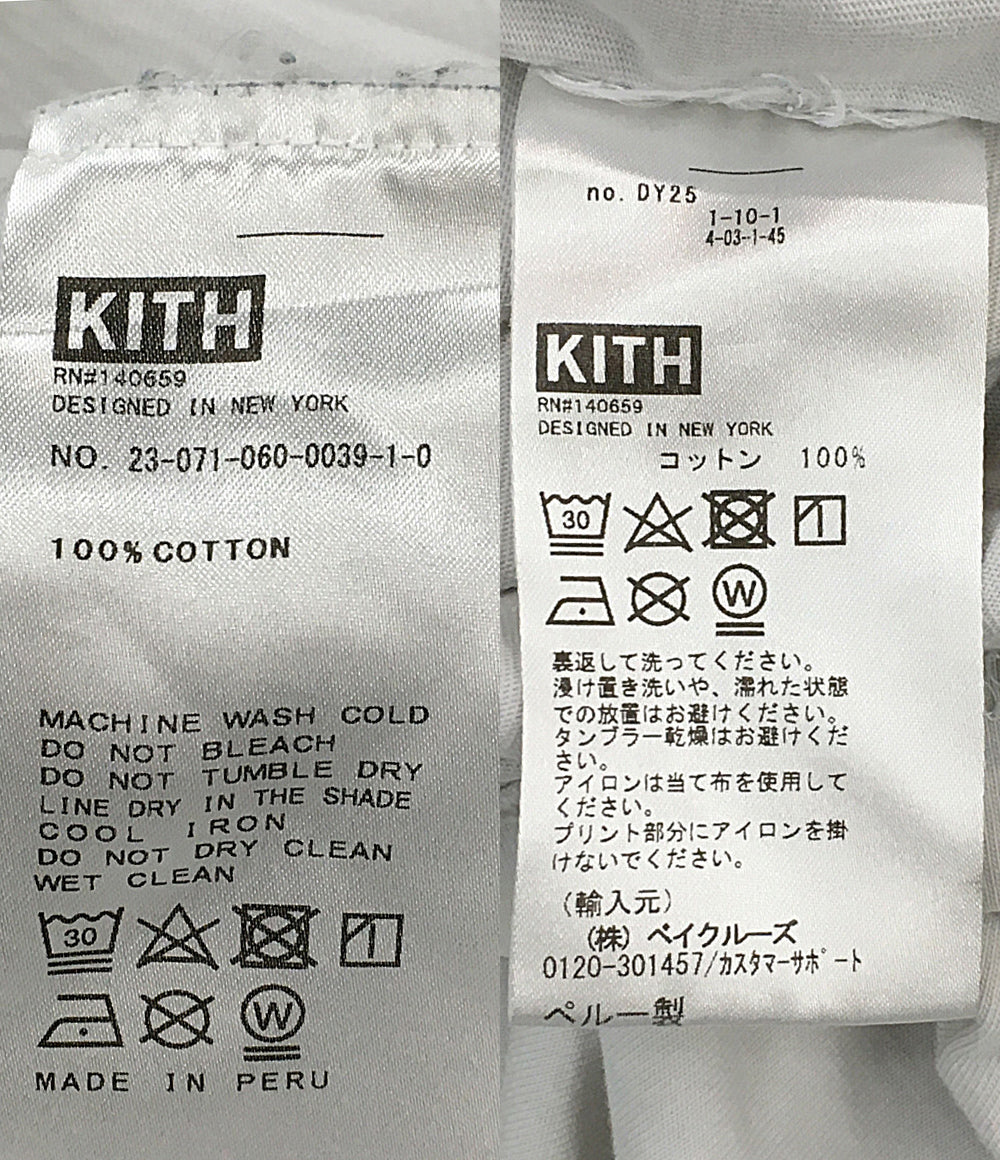 KITH
RN#140659
DESIGNED IN NEW YORK
NO. 23-071-060-0039-1-0
100% COTTON
MACHINE WASH COLD
DO NOT BLEACH
DO NOT TUMBLE DRY
LINE DRY IN THE SHADE
COOL IRON
DO NOT DRY CLEAN
WET CLEAN
30
W
MADE IN PERU
no. DY25
1-10-1
4-03-1-45
KITH
RN#140659
DESIGNED IN NEW YORK
コットン 100%
30
W
裏返して洗ってください。
浸け置き洗いや、濡れた状態
での放置はお避けください。
タンブラー乾燥はお避けくだ
さい。
アイロンは当て布を使用して
ください。
プリント部分にアイロンを掛
けないでください。
(輸入元)
(株) ベイクルーズ
0120-301457/カスタマーサポート
ペルー製